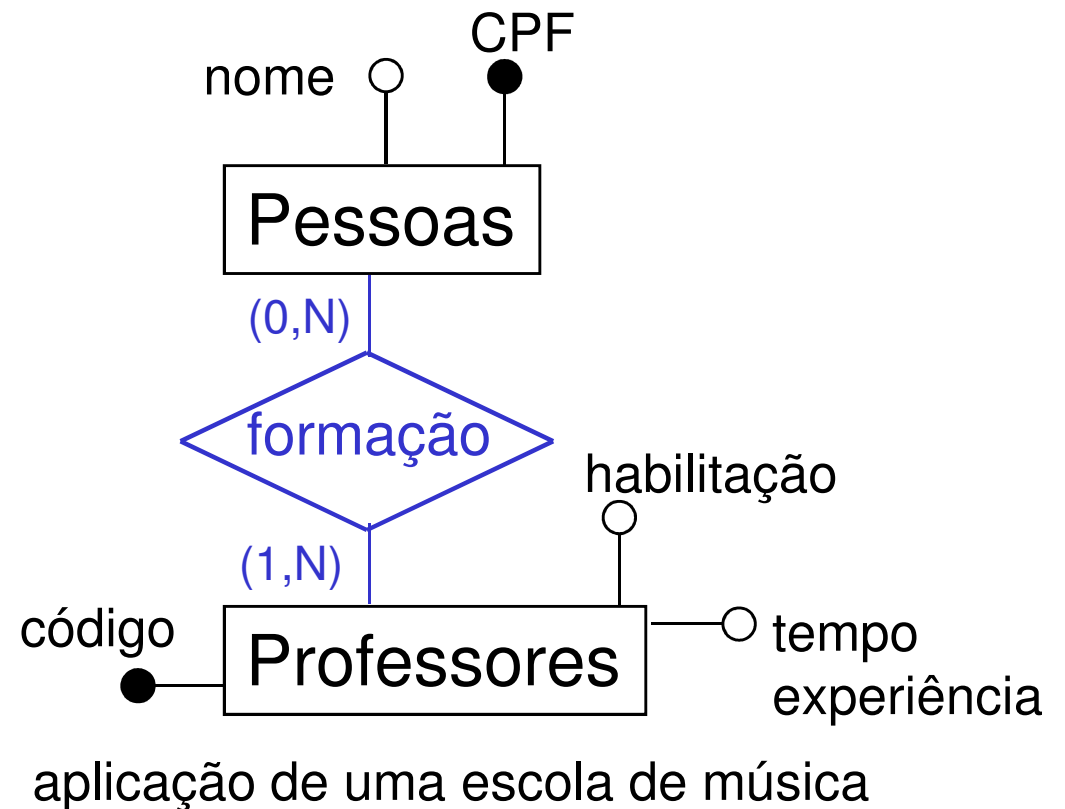 CPF
nome
Pessoas
(0,N)
formação
habilitação
(1,N)
código
tempo
experiência
Professores
aplicação de uma escola de música